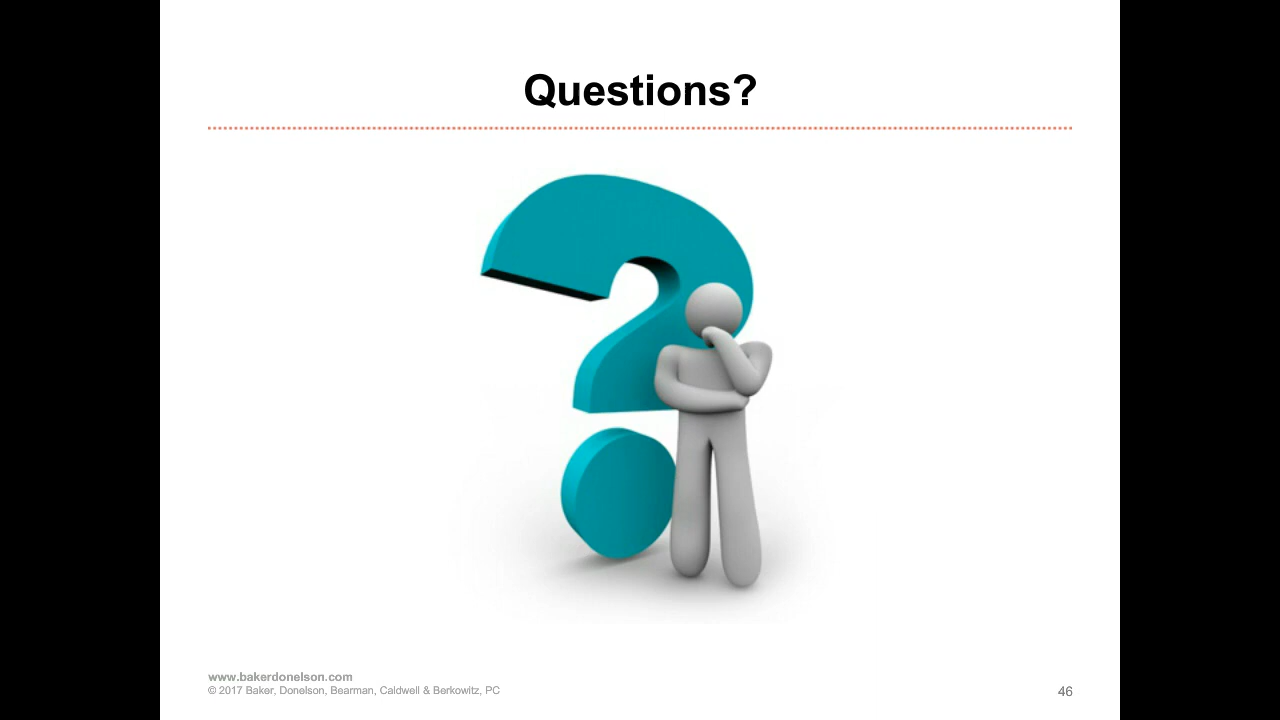 Questions?
www.bakerdonelson.com
© 2017 Baker, Donelson, Bearman, Caldwell & Berkowitz, PC
46